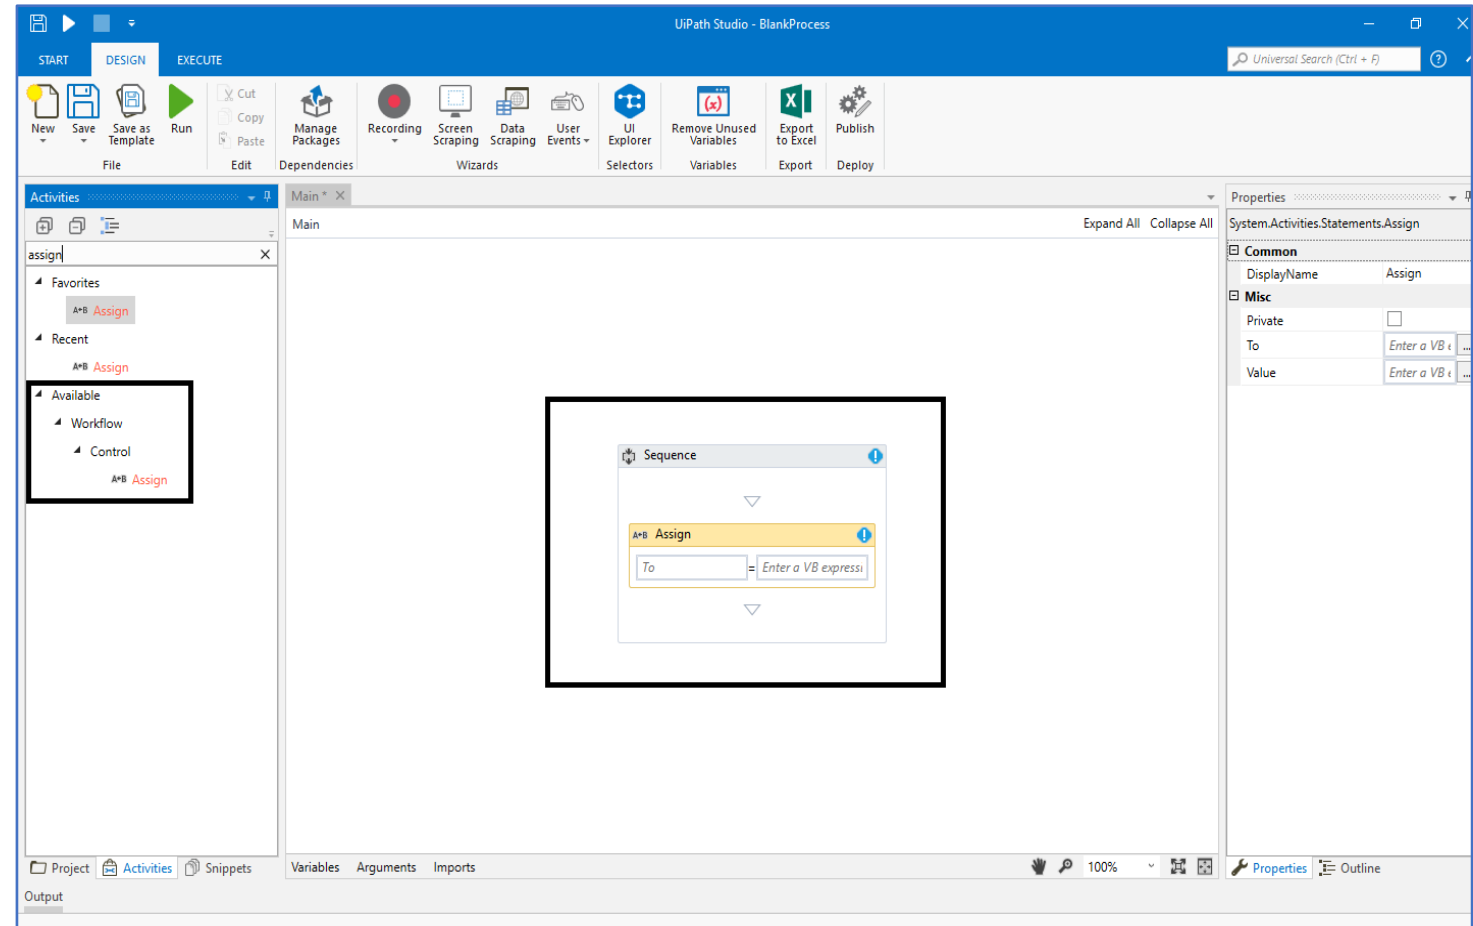 UiPath Studio - BlankProcess
START DESIGN EXECUTE
Universal Search (Ctrl + F)
New Save Save as Template Run
Cut
Copy
Paste
Manage Packages
Recording Screen Scraping Data Scraping User Events
UI Explorer
Remove Unused Variables
Export to Excel
Publish
File Edit Dependencies Wizards Selectors Variables Export Deploy
Activities
assign
Favorites
A+B Assign
Recent
A+B Assign
Available
Workflow
Control
A+B Assign
Main *
Main Expand All Collapse All
Sequence
A+B Assign
To = Enter a VB expressi
Properties
System.Activities.Statements.Assign
Common
DisplayName Assign
Misc
Private
To Enter a VB e ...
Value Enter a VB e ...
Project Activities Snippets
Variables Arguments Imports
100%
Properties Outline
Output